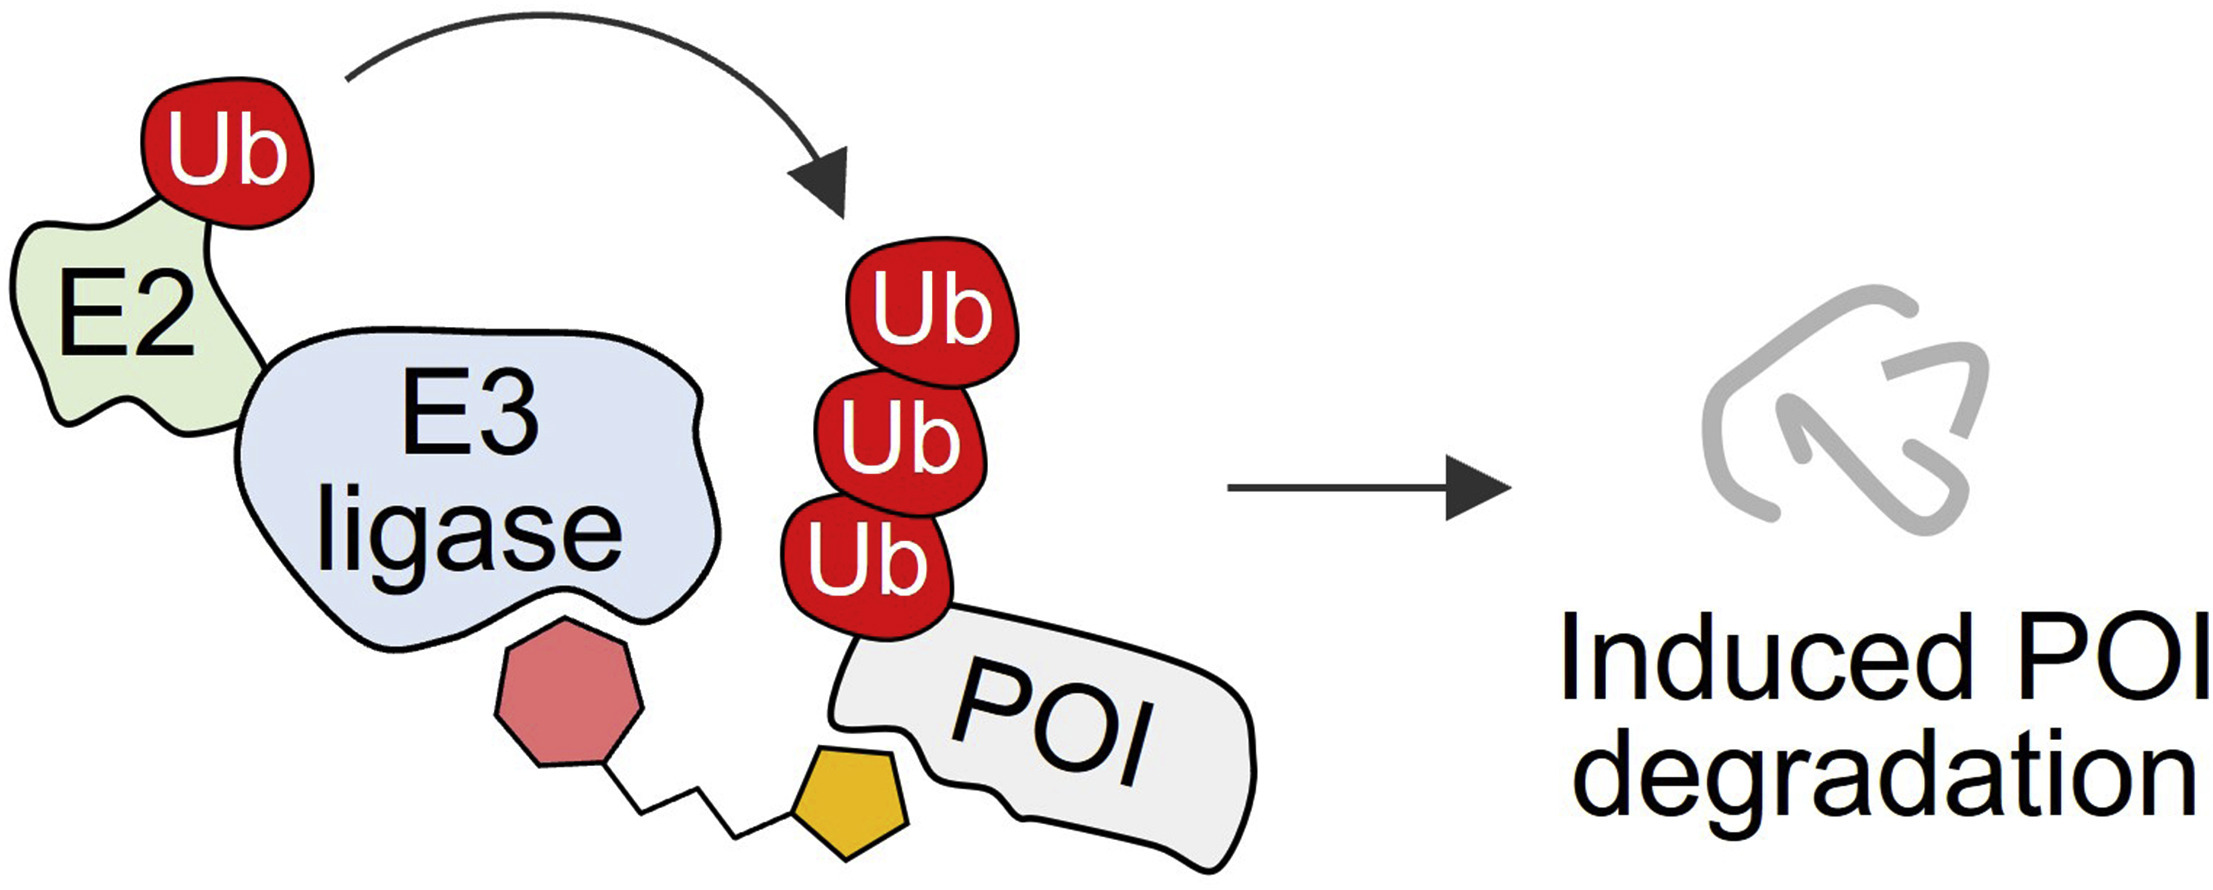 Ub
E2
E3
ligase
Ub
Ub
Ub
POI
Induced POI
degradation